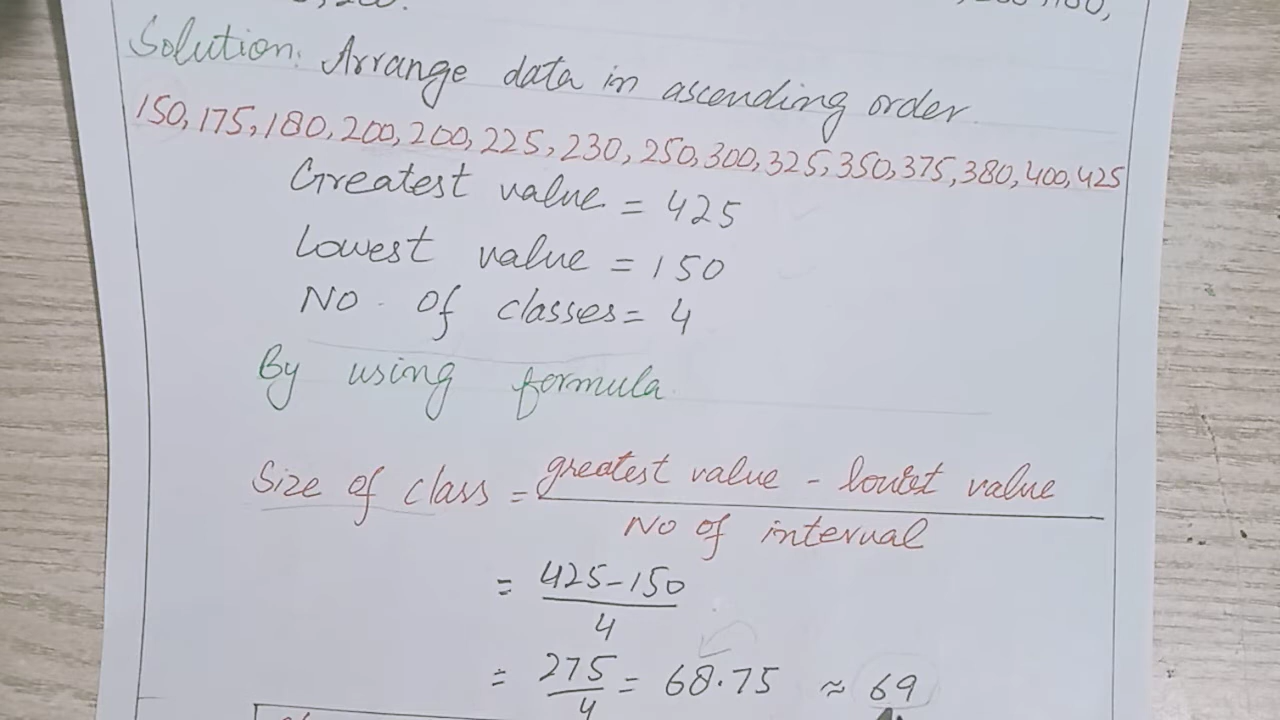 Solution: Arrange data in ascending order.
150, 175, 180, 200, 200, 225, 230, 250, 300, 325, 350, 375, 380, 400, 425
Greatest value = 425
Lowest value = 150
No. of classes = 4
By using formula.
Size of class = greatest value - lowest value
No of interval
= 425-150
4
= 275/4 = 68.75 ≈ 69